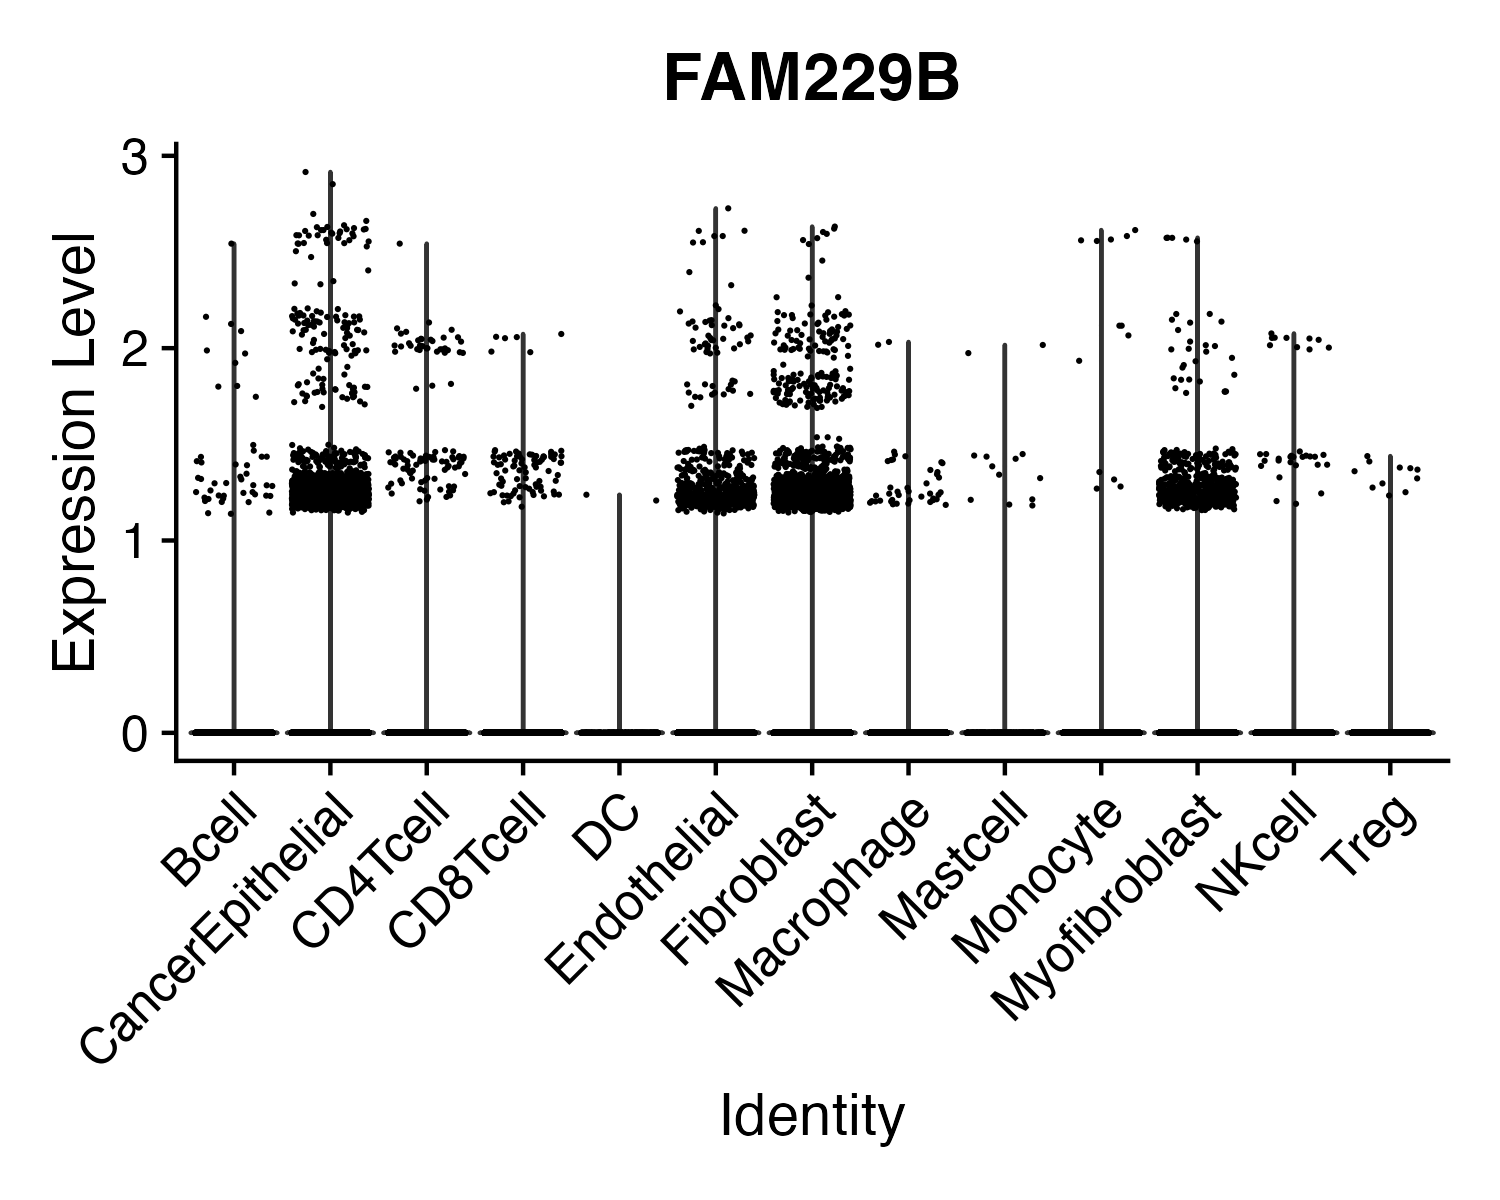 FAM229B
Expression Level
3
2
1
0
Bcell
CancerEpithelial
CD4Tcell
CD8Tcell
DC
Endothelial
Fibroblast
Macrophage
Mastcell
Monocyte
Myofibroblast
NKcell
Treg
Identity